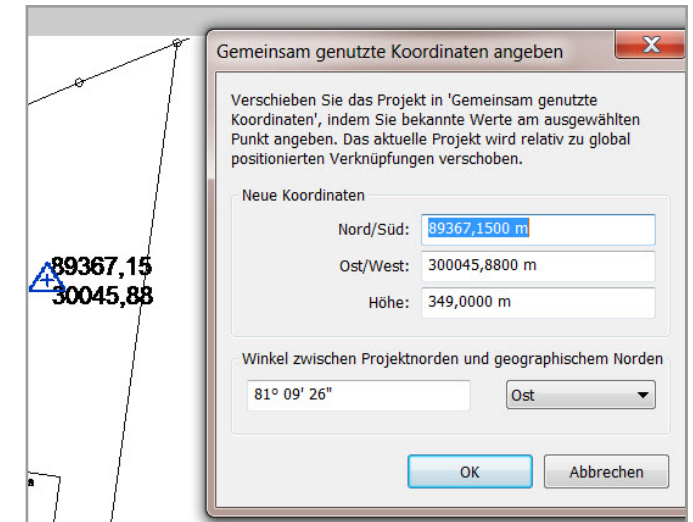 Gemeinsam genutzte Koordinaten angeben
Verschieben Sie das Projekt in 'Gemeinsam genutzte
Koordinaten', indem Sie bekannte Werte am ausgewählten
Punkt angeben. Das aktuelle Projekt wird relativ zu global
positionierten Verknüpfungen verschoben.
Neue Koordinaten
Nord/Süd: 89367,1500 m
Ost/West: 300045,8800 m
Höhe: 349,0000 m
Winkel zwischen Projektnorden und geographischem Norden
81° 09' 26" Ost
OK Abbrechen
89367,15
30045,88